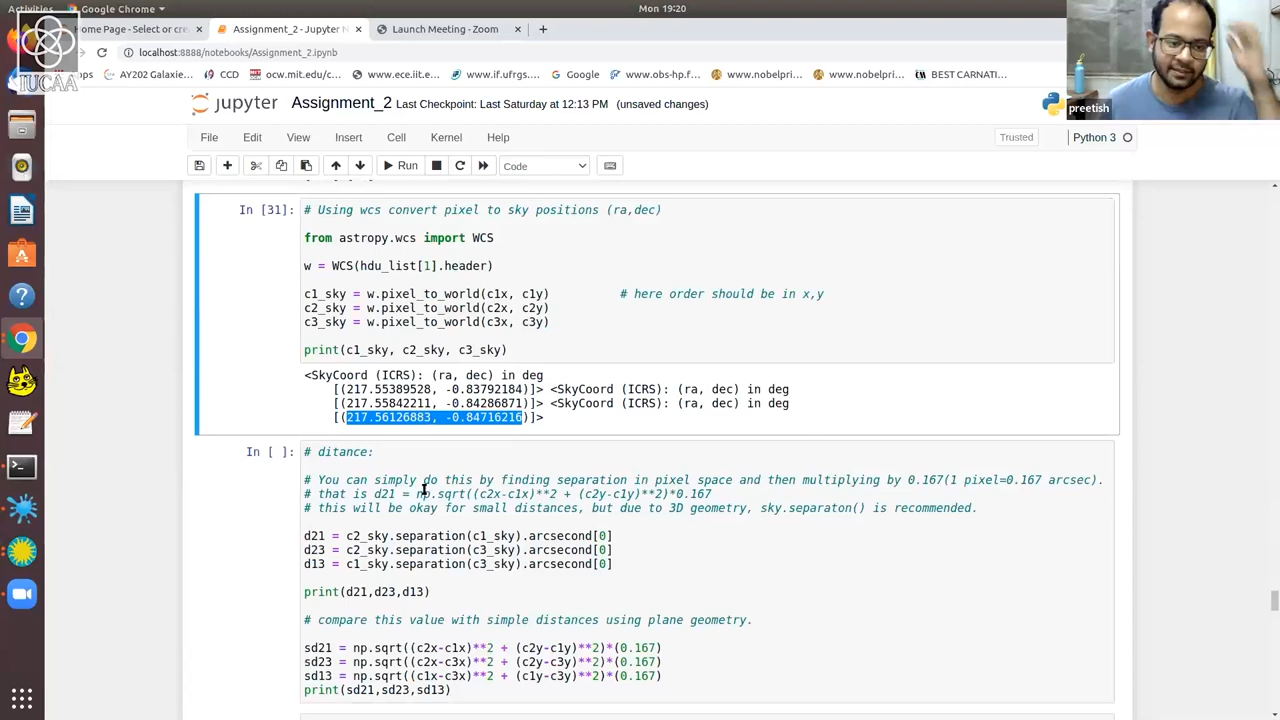 Activities
Google Chrome
Mon 19:20
Home Page - Select or cre
Assignment_2 - Jupyter N
Launch Meeting - Zoom
localhost:8888/notebooks/Assignment_2.ipynb
Apps
AY202 Galaxie
CCD
ocw.mit.edu/c…
www.ece.iit.e…
www.if.ufrgs.…
Google
www.obs-hp.f…
www.nobelpri…
www.nobelpri…
BEST CARNATI…
IUCAA
preetish
jupyter
Assignment_2 Last Checkpoint: Last Saturday at 12:13 PM (unsaved changes)
File Edit View Insert Cell Kernel Help
Trusted
Python 3
Run
Code
In [31]:
# Using wcs convert pixel to sky positions (ra,dec)
from astropy.wcs import WCS
w = WCS(hdu_list[1].header)
c1_sky = w.pixel_to_world(c1x, c1y) # here order should be in x,y
c2_sky = w.pixel_to_world(c2x, c2y)
c3_sky = w.pixel_to_world(c3x, c3y)
print(c1_sky, c2_sky, c3_sky)
<SkyCoord (ICRS): (ra, dec) in deg
[(217.55389528, -0.83792184)]> <SkyCoord (ICRS): (ra, dec) in deg
[(217.55842211, -0.84286871)]> <SkyCoord (ICRS): (ra, dec) in deg
[(217.56126883, -0.84716216)]>
In [ ]:
# ditance:
# You can simply do this by finding separation in pixel space and then multiplying by 0.167(1 pixel=0.167 arcsec).
# that is d21 = np.sqrt((c2x-c1x)**2 + (c2y-c1y)**2)*0.167
# this will be okay for small distances, but due to 3D geometry, sky.separaton() is recommended.
d21 = c2_sky.separation(c1_sky).arcsecond[0]
d23 = c2_sky.separation(c3_sky).arcsecond[0]
d13 = c1_sky.separation(c3_sky).arcsecond[0]
print(d21,d23,d13)
# compare this value with simple distances using plane geometry.
sd21 = np.sqrt((c2x-c1x)**2 + (c2y-c1y)**2)*(0.167)
sd23 = np.sqrt((c2x-c3x)**2 + (c2y-c3y)**2)*(0.167)
sd13 = np.sqrt((c1x-c3x)**2 + (c1y-c3y)**2)*(0.167)
print(sd21,sd23,sd13)